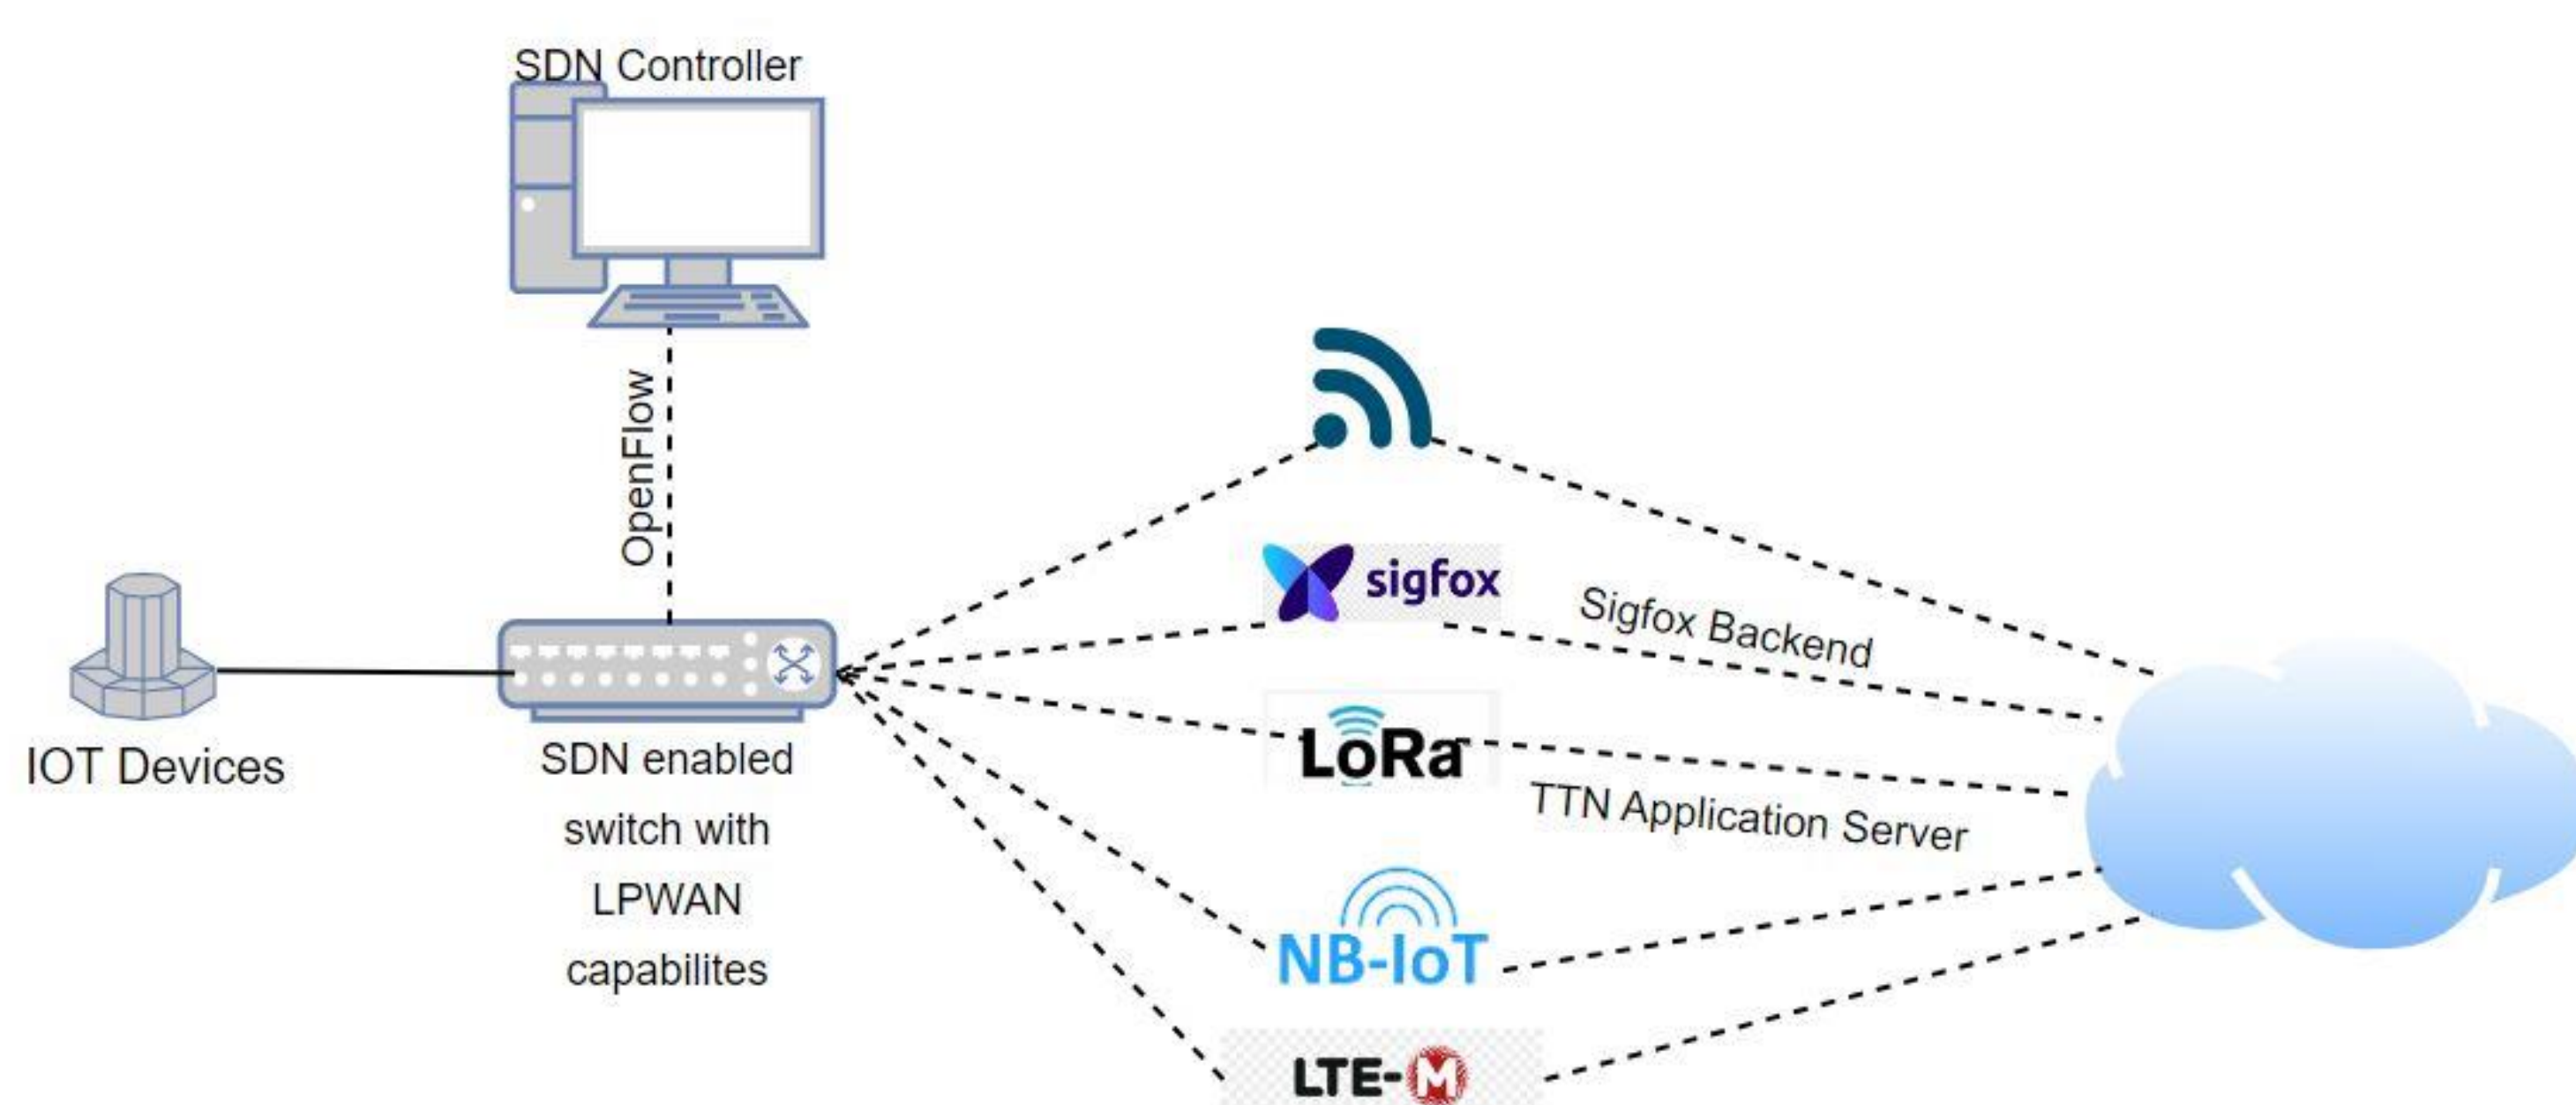 SDN Controller
OpenFlow
sigfox
Sigfox Backend
LoRa
TTN Application Server
IOT Devices
SDN enabled
switch with
LPWAN
capabilites
NB-IoT
LTE-M